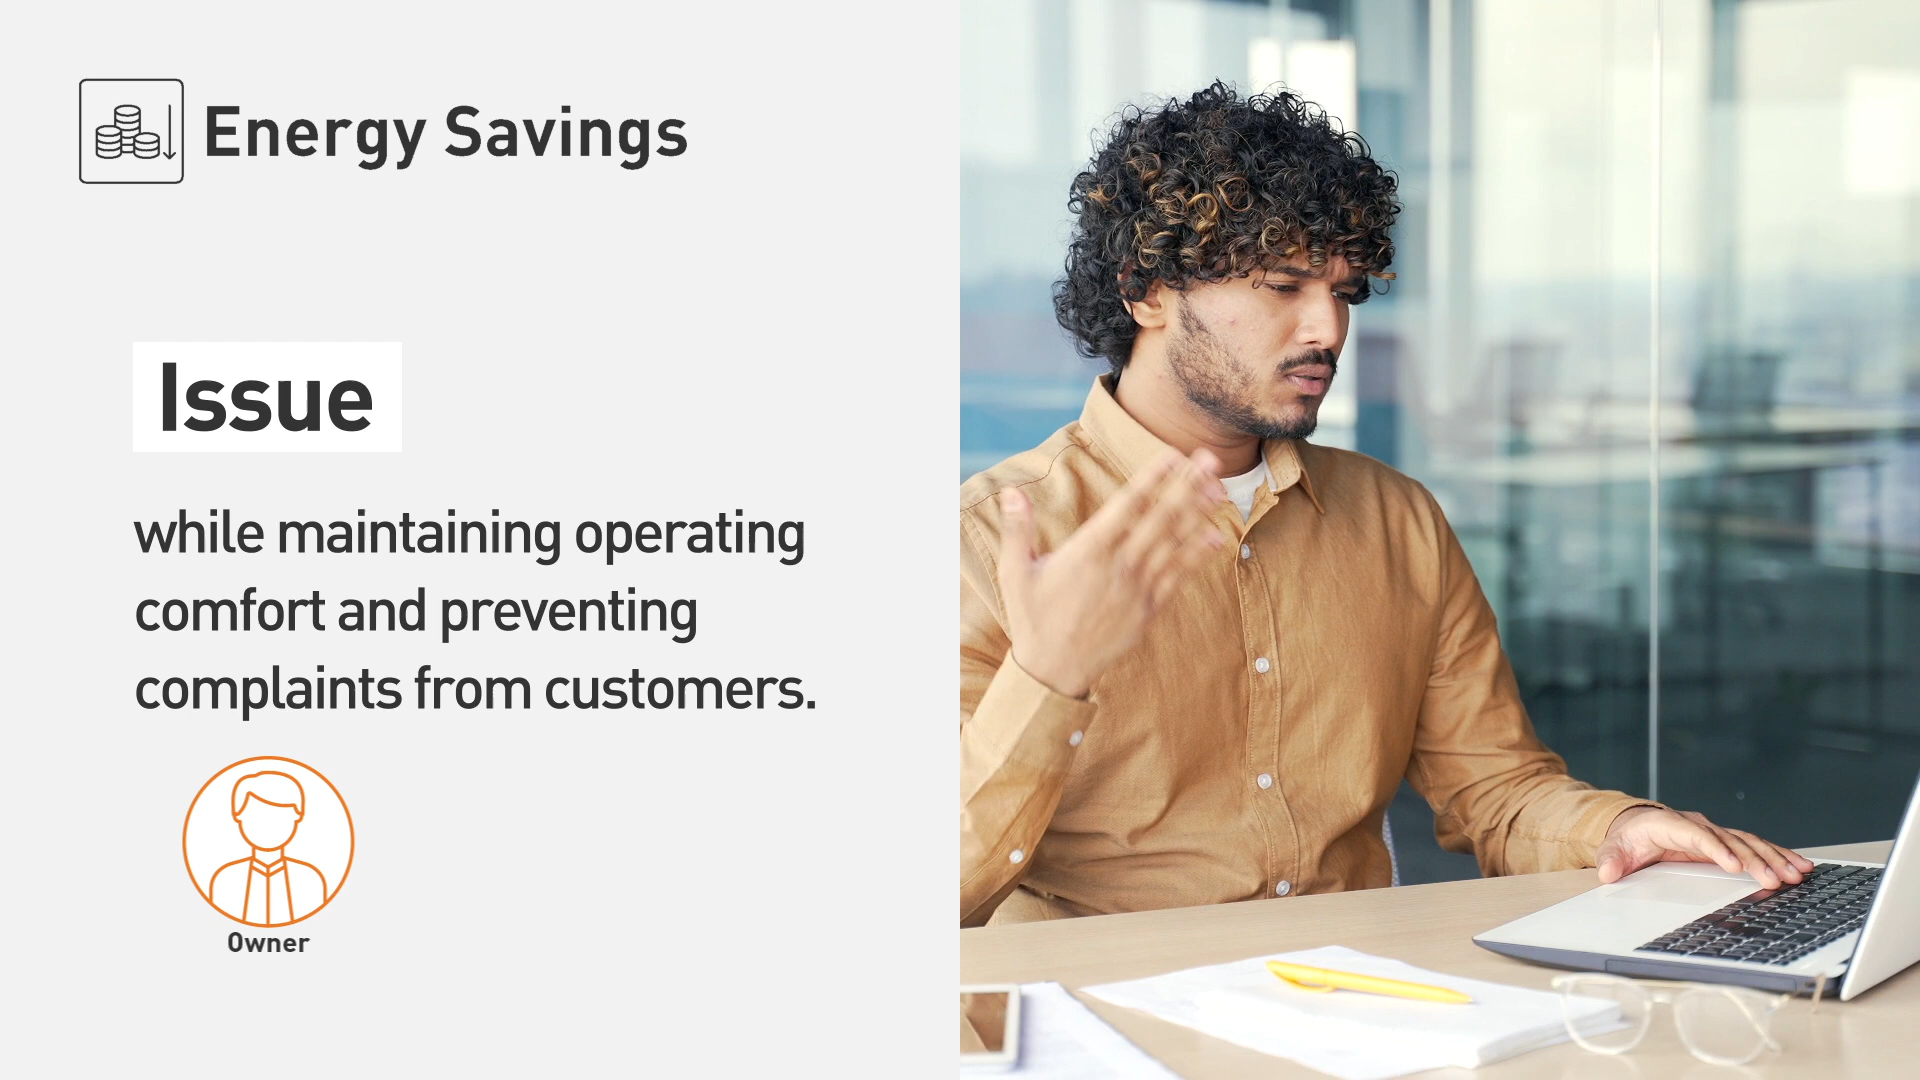 Energy Savings
Issue
while maintaining operating
comfort and preventing
complaints from customers.
Owner